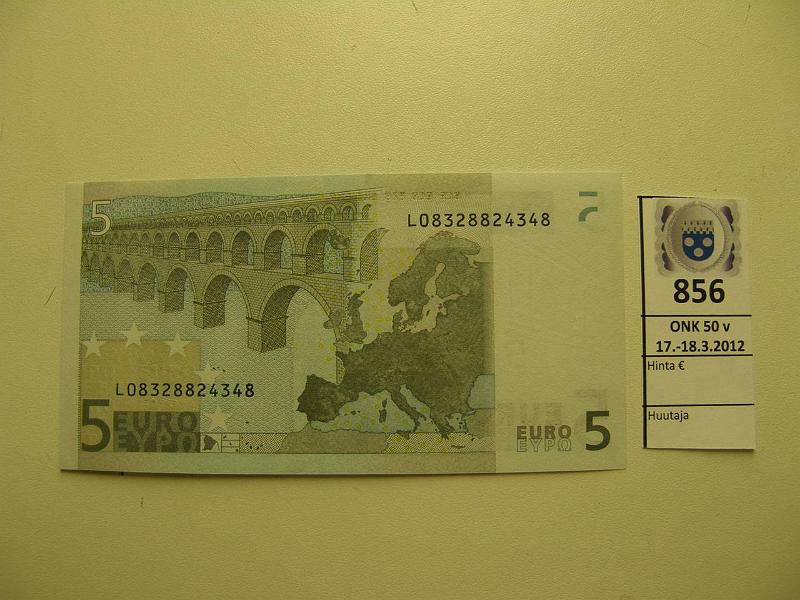 5
L08328824348
L08328824348
5 EURO
ΕΥΡΩ
EURO 5
ΕΥΡΩ
856
ONK 50 v
17.-18.3.2012
Hinta €
Huutaja